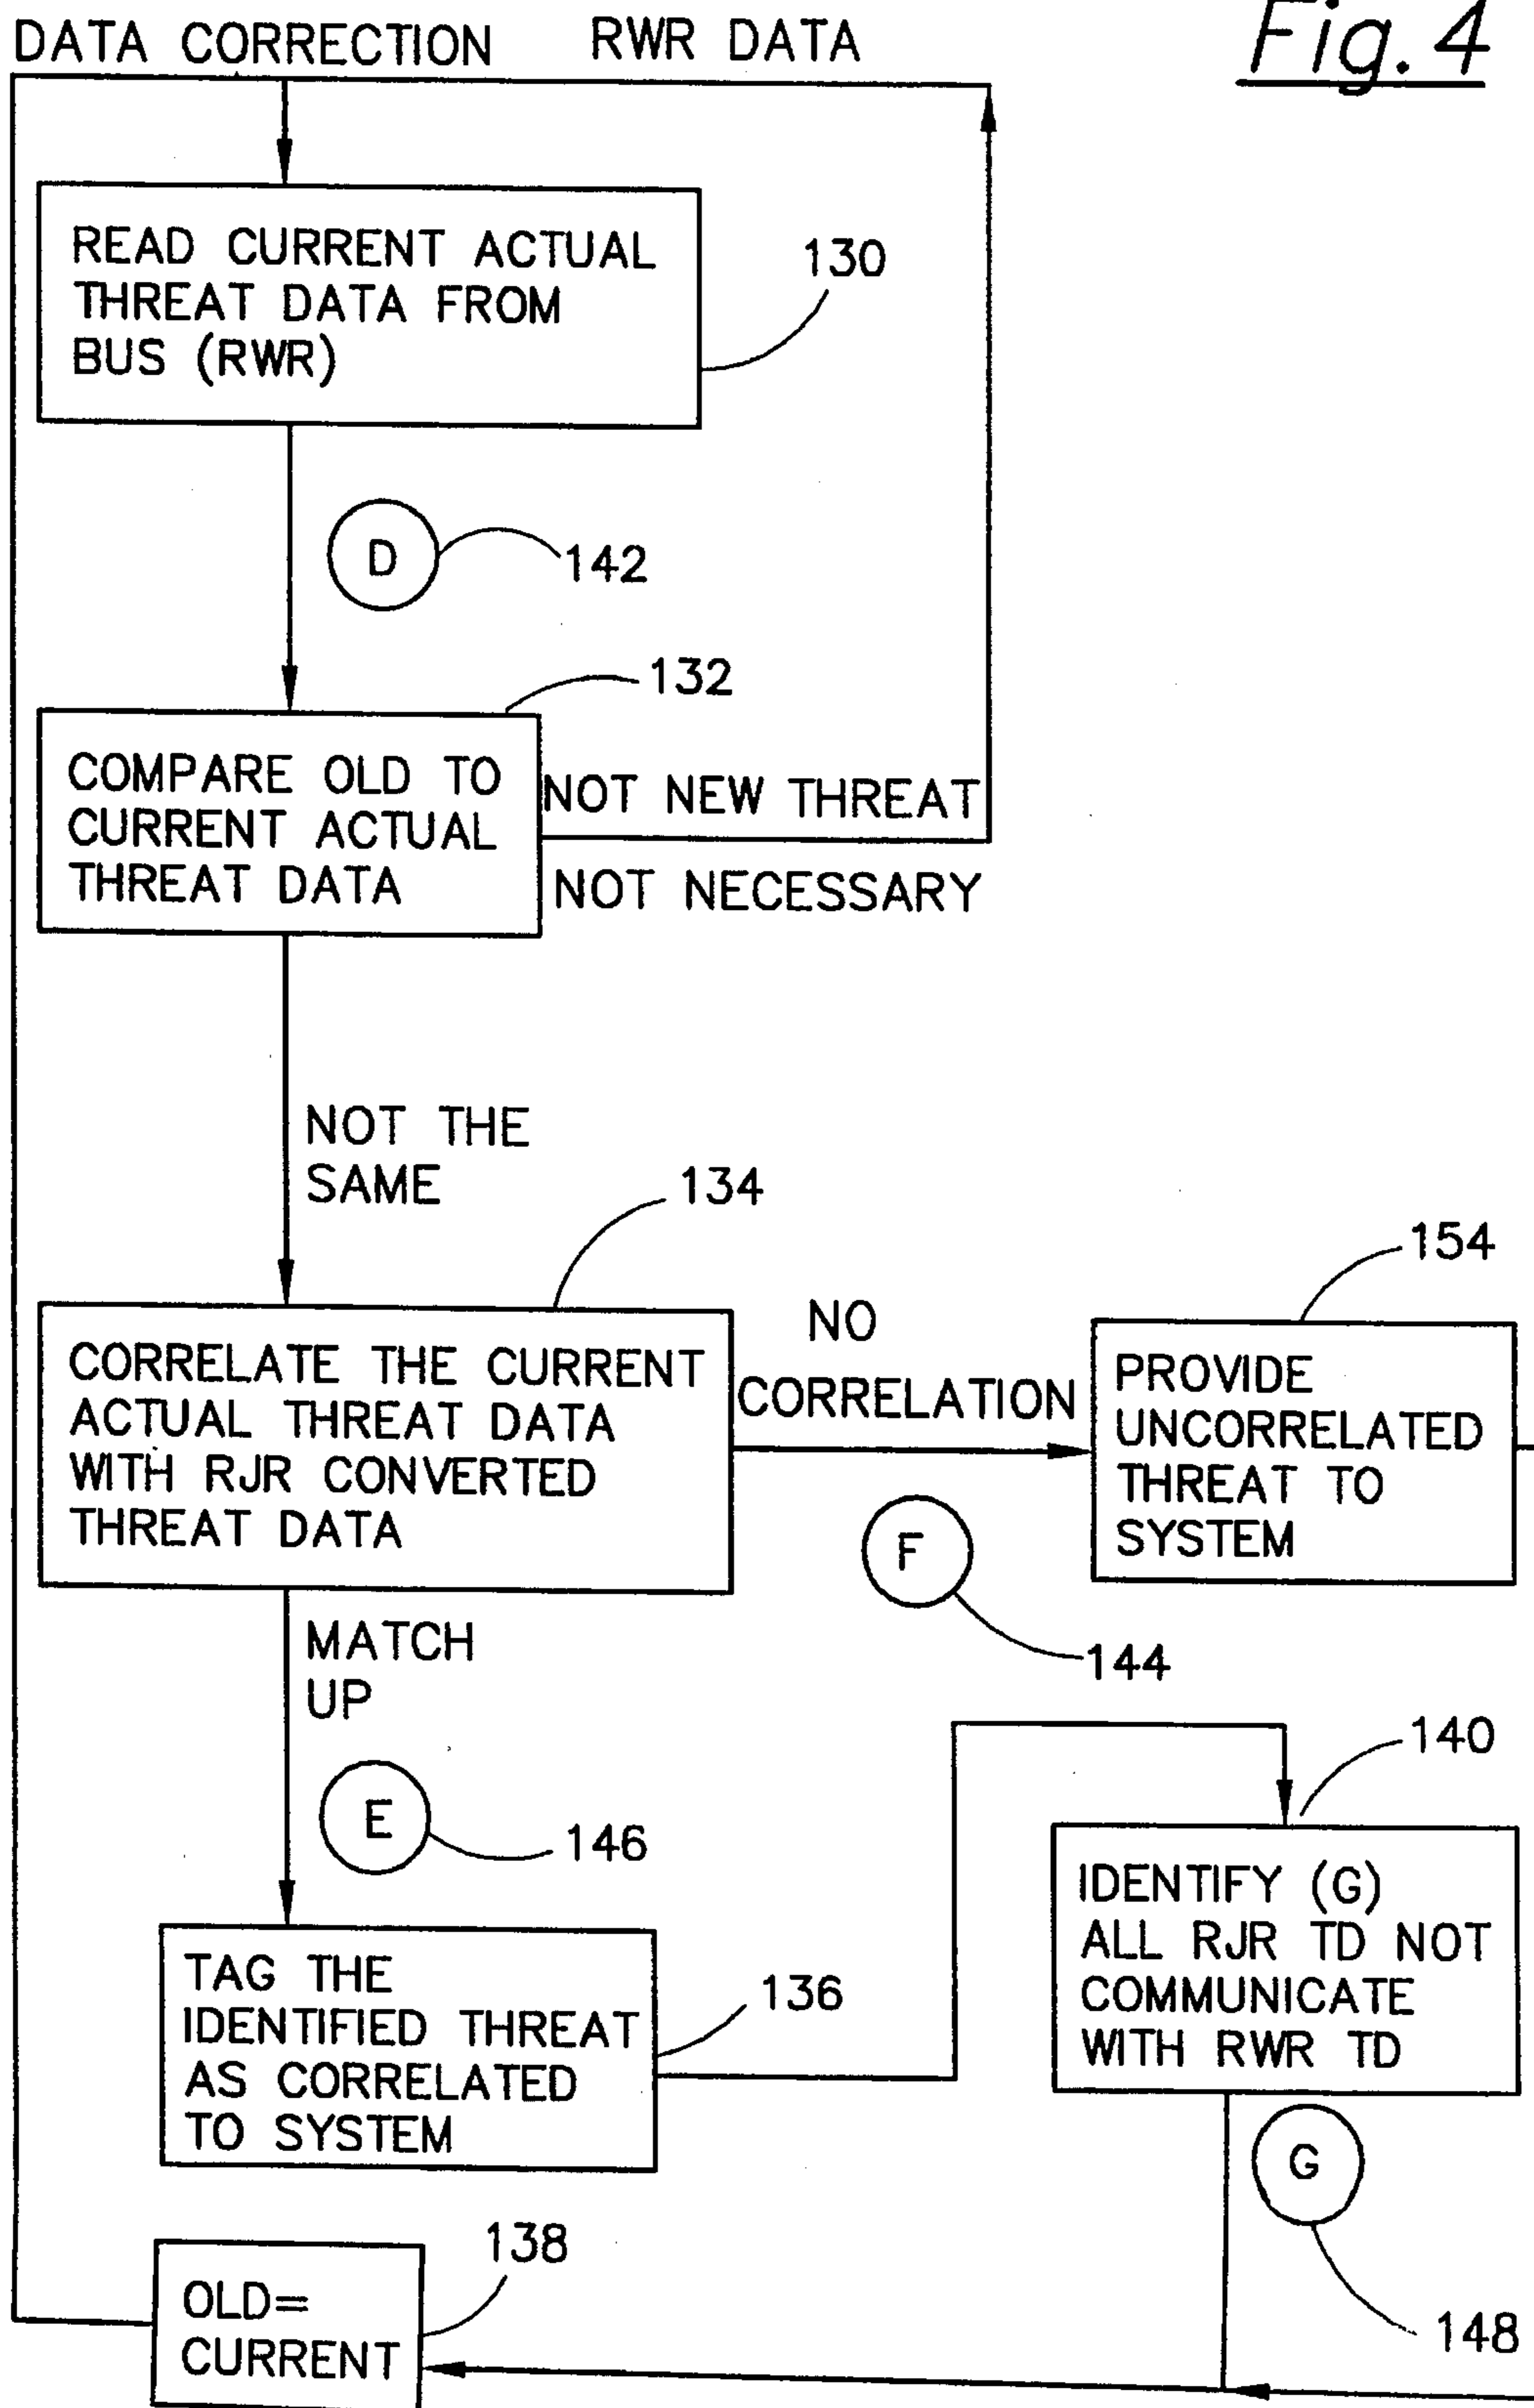 DATA CORRECTION RWR DATA
Fig. 4
READ CURRENT ACTUAL
THREAT DATA FROM
BUS (RWR)
130
D
142
132
COMPARE OLD TO
CURRENT ACTUAL
THREAT DATA
NOT NEW THREAT
NOT NECESSARY
NOT THE
SAME
134
CORRELATE THE CURRENT
ACTUAL THREAT DATA
WITH RJR CONVERTED
THREAT DATA
NO
CORRELATION
F
144
154
PROVIDE
UNCORRELATED
THREAT TO
SYSTEM
MATCH
UP
E
146
TAG THE
IDENTIFIED THREAT
AS CORRELATED
TO SYSTEM
136
140
IDENTIFY (G)
ALL RJR TD NOT
COMMUNICATE
WITH RWR TD
G
148
138
OLD=
CURRENT